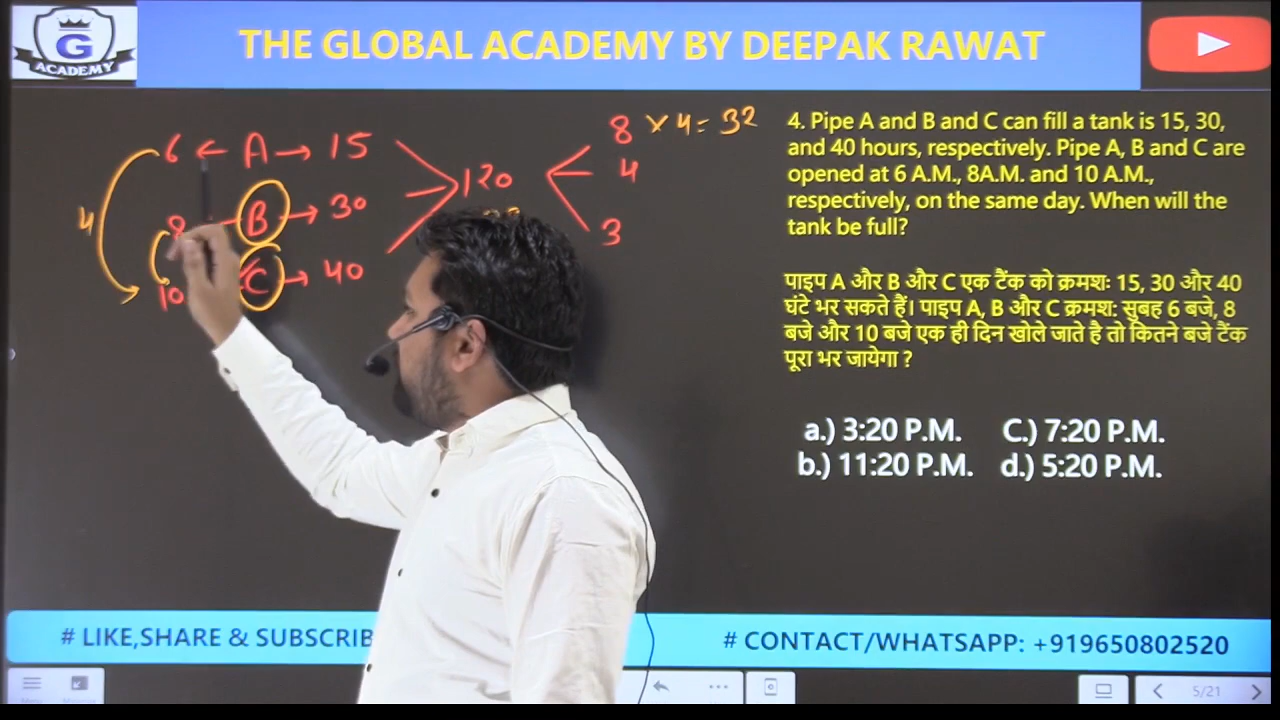 G
ACADEMY
THE GLOBAL ACADEMY BY DEEPAK RAWAT
6 ← A → 15
8 B → 30
10 C → 40
4
120
8 × 4 = 32
4
3
4. Pipe A and B and C can fill a tank is 15, 30,
and 40 hours, respectively. Pipe A, B and C are
opened at 6 A.M., 8A.M. and 10 A.M.,
respectively, on the same day. When will the
tank be full?
पाइप A और B और C एक टैंक को क्रमशः 15, 30 और 40
घंटे भर सकते हैं। पाइप A, B और C क्रमश: सुबह 6 बजे, 8
बजे और 10 बजे एक ही दिन खोले जाते है तो कितने बजे टैंक
पूरा भर जायेगा ?
a.) 3:20 P.M. C.) 7:20 P.M.
b.) 11:20 P.M. d.) 5:20 P.M.
# LIKE,SHARE & SUBSCRIB
# CONTACT/WHATSAPP: +919650802520
5/21